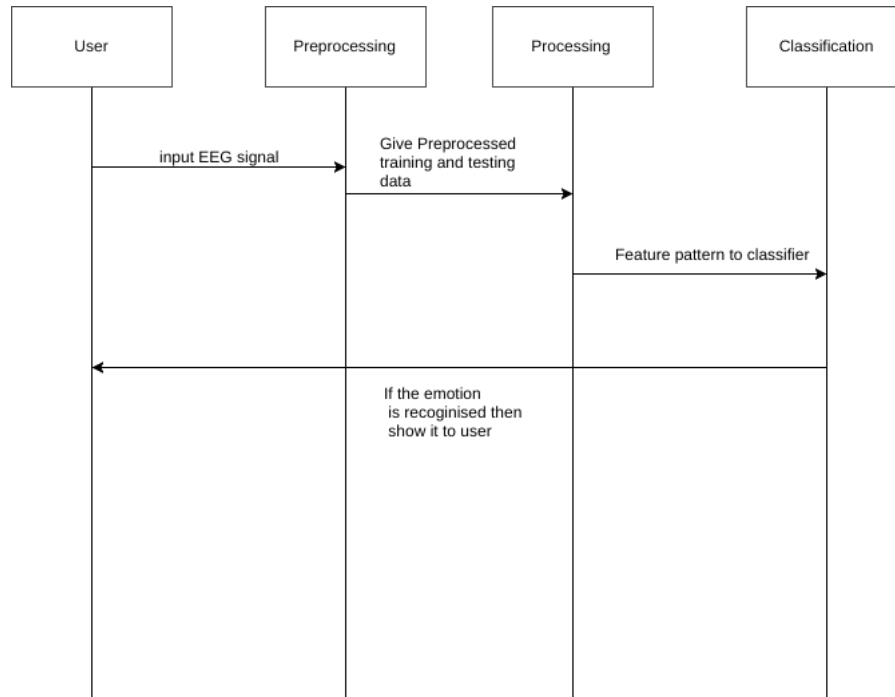 User
Preprocessing
Processing
Classification
input EEG signal
Give Preprocessed
training and testing
data
Feature pattern to classifier
If the emotion
is recoginised then
show it to user